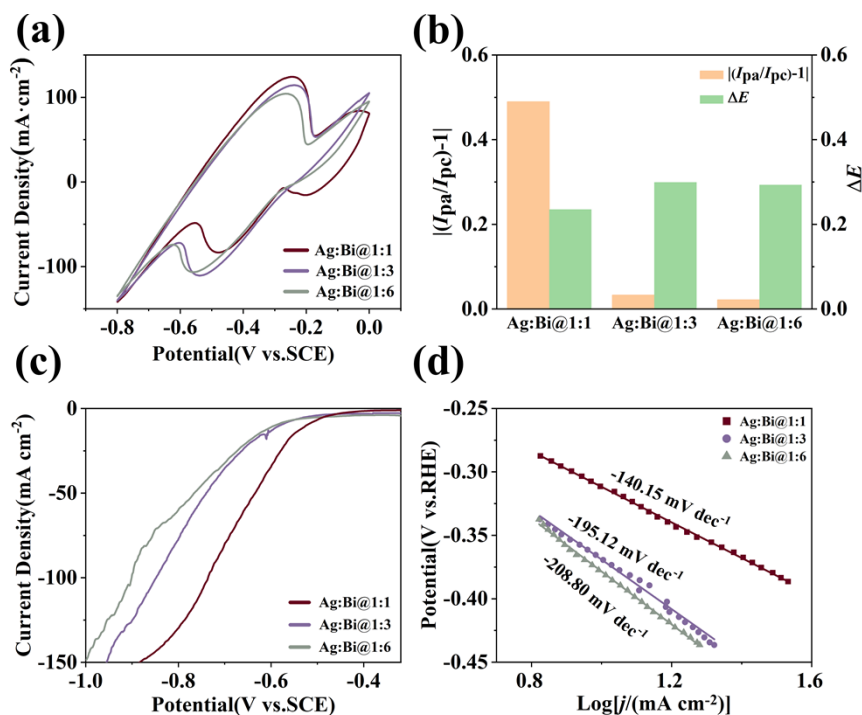 (a)
Current Density(mA·cm-2)
100
0
-100
Ag:Bi@1:1
Ag:Bi@1:3
Ag:Bi@1:6
-0.8
-0.6
-0.4
-0.2
0.0
Potential(V vs.SCE)
(b)
|(Ipa/Ipc)-1|
0.6
0.4
0.2
0.0
|(Ipa/Ipc)-1|
ΔE
Ag:Bi@1:1
Ag:Bi@1:3
Ag:Bi@1:6
0.6
0.4
0.2
0.0
ΔE
(c)
Current Density(mA cm-2)
0
-50
-100
-150
Ag:Bi@1:1
Ag:Bi@1:3
Ag:Bi@1:6
-1.0
-0.8
-0.6
-0.4
Potential(V vs.SCE)
(d)
Potential(V vs.RHE)
-0.25
-0.30
-0.35
-0.40
-0.45
Ag:Bi@1:1
Ag:Bi@1:3
Ag:Bi@1:6
-140.15 mV dec-1
-195.12 mV dec-1
-208.80 mV dec-1
0.8
1.0
1.2
1.4
1.6
Log[j/(mA cm-2)]